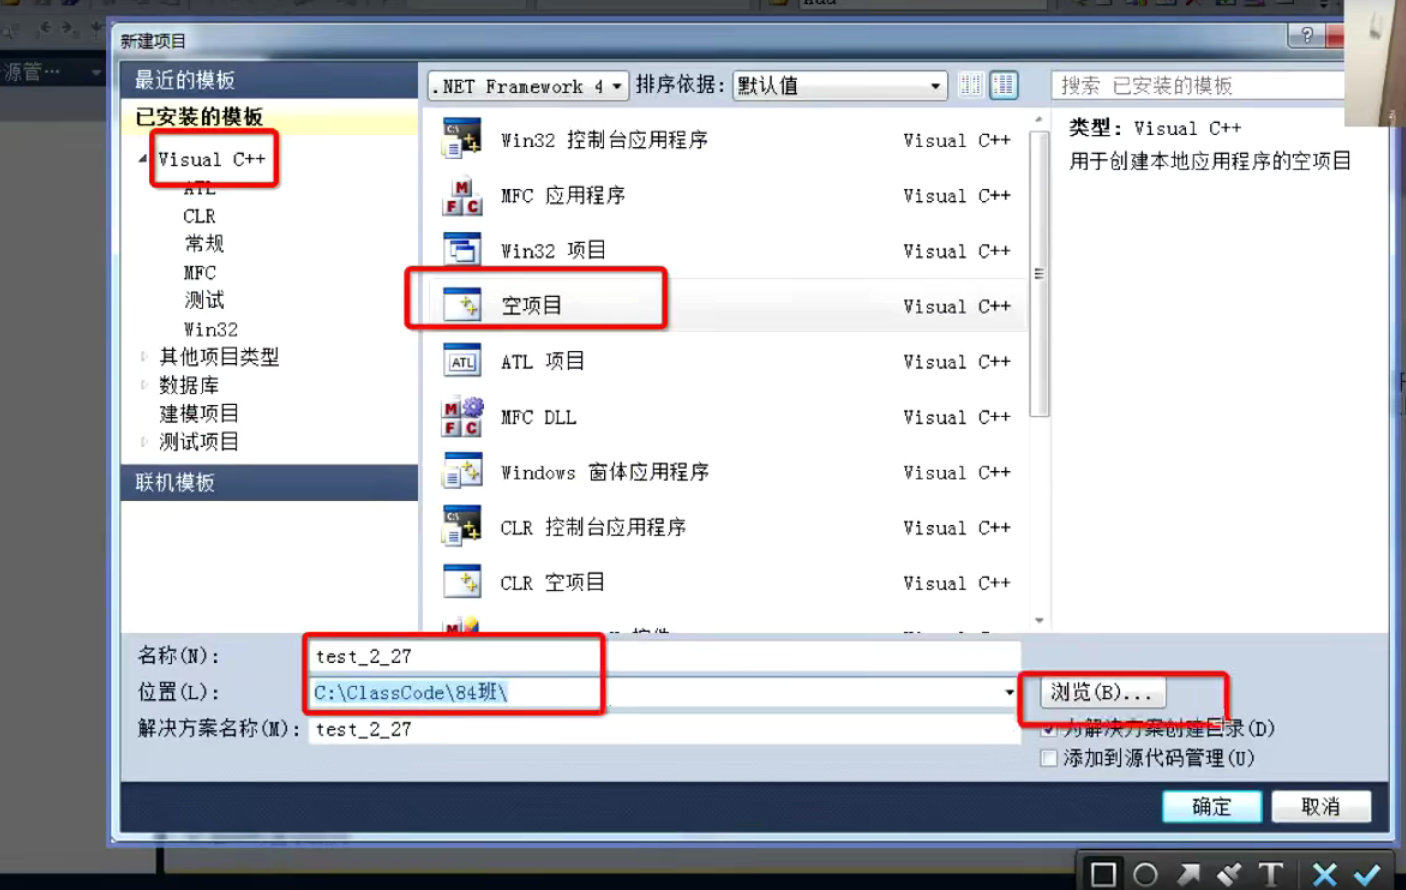 新建项目
源管…
最近的模板
.NET Framework 4
排序依据:
默认值
搜索 已安装的模板
已安装的模板
Visual C++
ATL
CLR
常规
MFC
测试
Win32
其他项目类型
数据库
建模项目
测试项目
联机模板
Win32 控制台应用程序 Visual C++
MFC 应用程序 Visual C++
Win32 项目 Visual C++
空项目 Visual C++
ATL 项目 Visual C++
MFC DLL Visual C++
Windows 窗体应用程序 Visual C++
CLR 控制台应用程序 Visual C++
CLR 空项目 Visual C++
类型: Visual C++
用于创建本地应用程序的空项目
名称(N): test_2_27
位置(L): C:\ClassCode\84班\
浏览(B)...
解决方案名称(M): test_2_27
为解决方案创建目录(D)
添加到源代码管理(U)
确定
取消